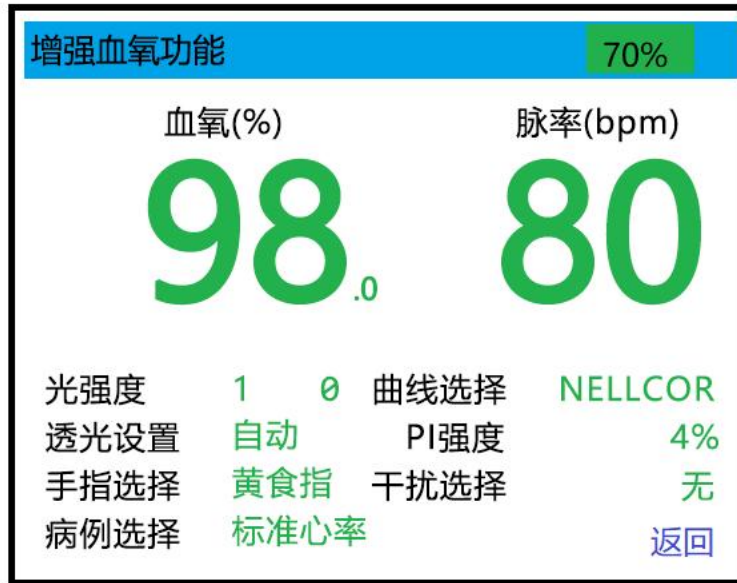 增强血氧功能 70%
血氧(%) 脉率(bpm)
98.0 80
光强度 1 0 曲线选择 NELLCOR
透光设置 自动 PI强度 4%
手指选择 黄食指 干扰选择 无
病例选择 标准心率 返回